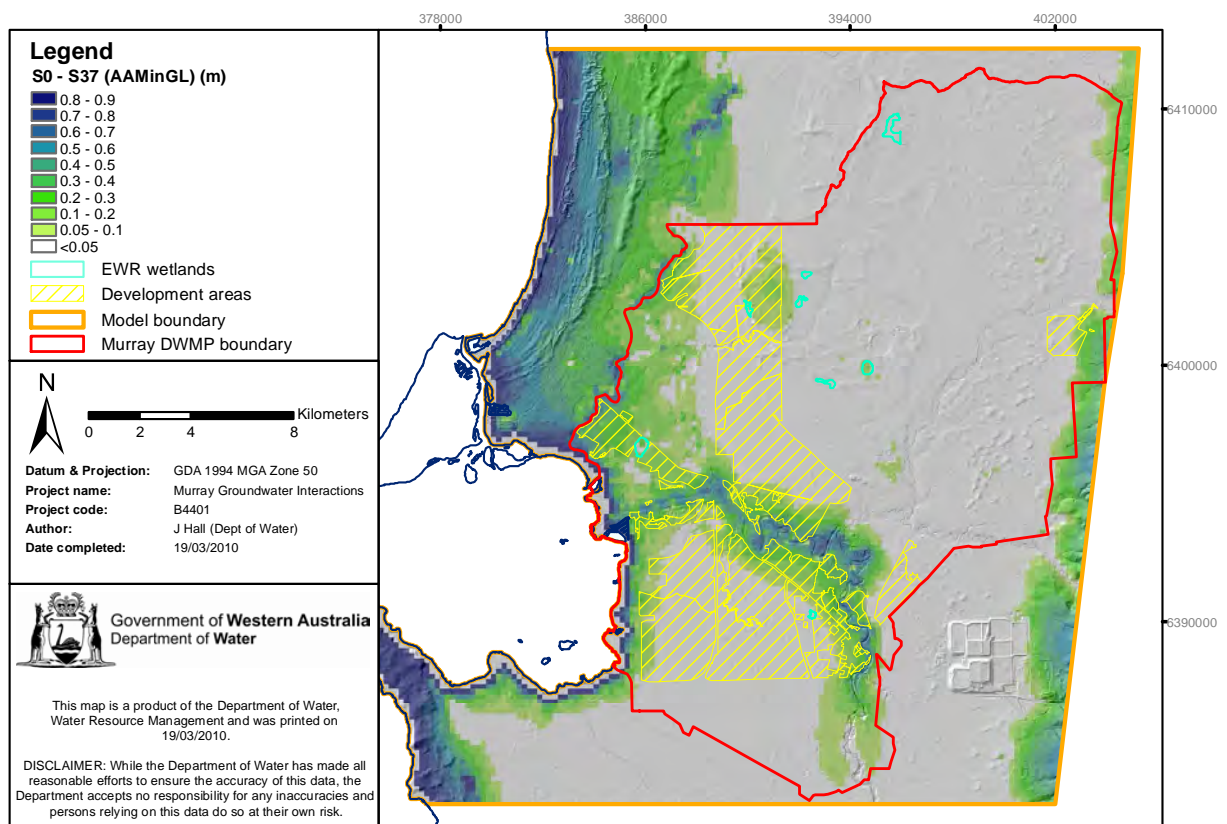 378000
386000
394000
402000
Legend
S0 - S37 (AAMinGL) (m)
0.8 - 0.9
0.7 - 0.8
0.6 - 0.7
0.5 - 0.6
0.4 - 0.5
0.3 - 0.4
0.2 - 0.3
0.1 - 0.2
0.05 - 0.1
<0.05
EWR wetlands
Development areas
Model boundary
Murray DWMP boundary
6410000
6400000
6390000
N
Kilometers
0 2 4 8
Datum & Projection: GDA 1994 MGA Zone 50
Project name: Murray Groundwater Interactions
Project code: B4401
Author: J Hall (Dept of Water)
Date completed: 19/03/2010
Government of Western Australia
Department of Water
This map is a product of the Department of Water,
Water Resource Management and was printed on
19/03/2010.
DISCLAIMER: While the Department of Water has made all
reasonable efforts to ensure the accuracy of this data, the
Department accepts no responsibility for any inaccuracies and
persons relying on this data do so at their own risk.